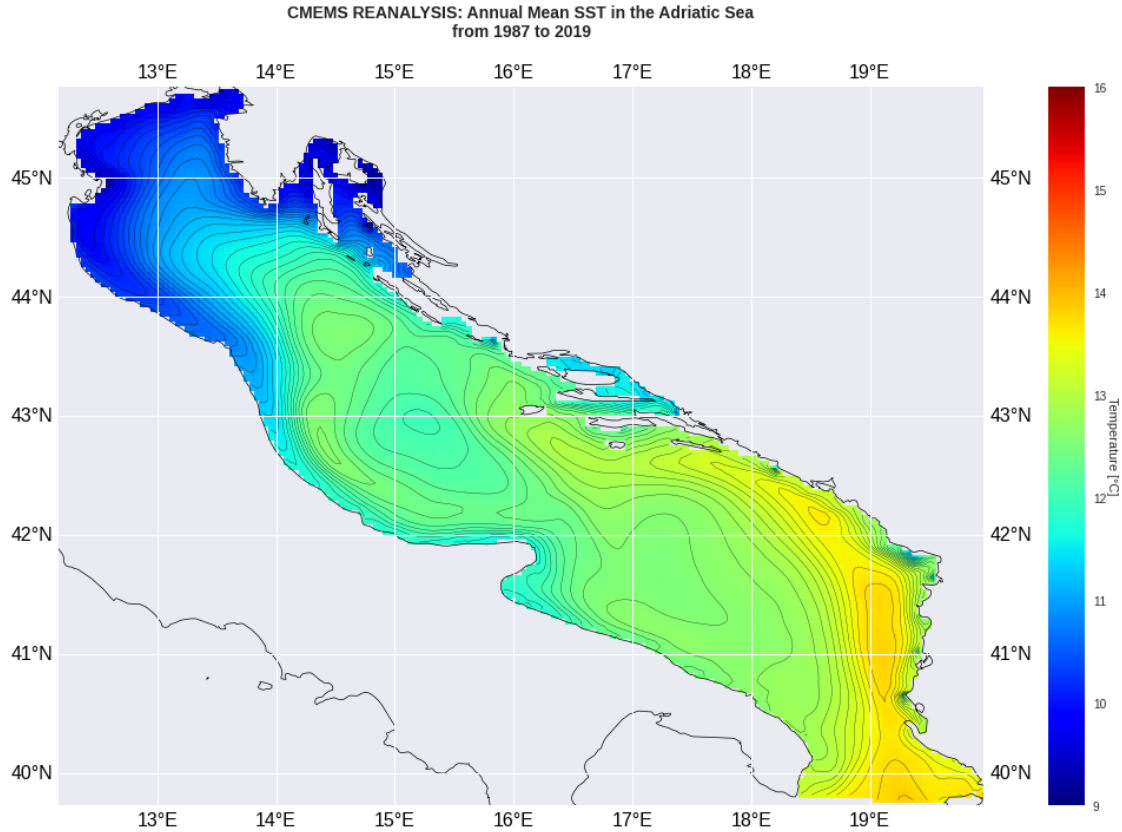 CMEMS REANALYSIS: Annual Mean SST in the Adriatic Sea
from 1987 to 2019
13°E 14°E 15°E 16°E 17°E 18°E 19°E
45°N
44°N
43°N
42°N
41°N
40°N
45°N
44°N
43°N
42°N
41°N
40°N
13°E 14°E 15°E 16°E 17°E 18°E 19°E
16
15
14
13
12
11
10
9
Temperature [°C]